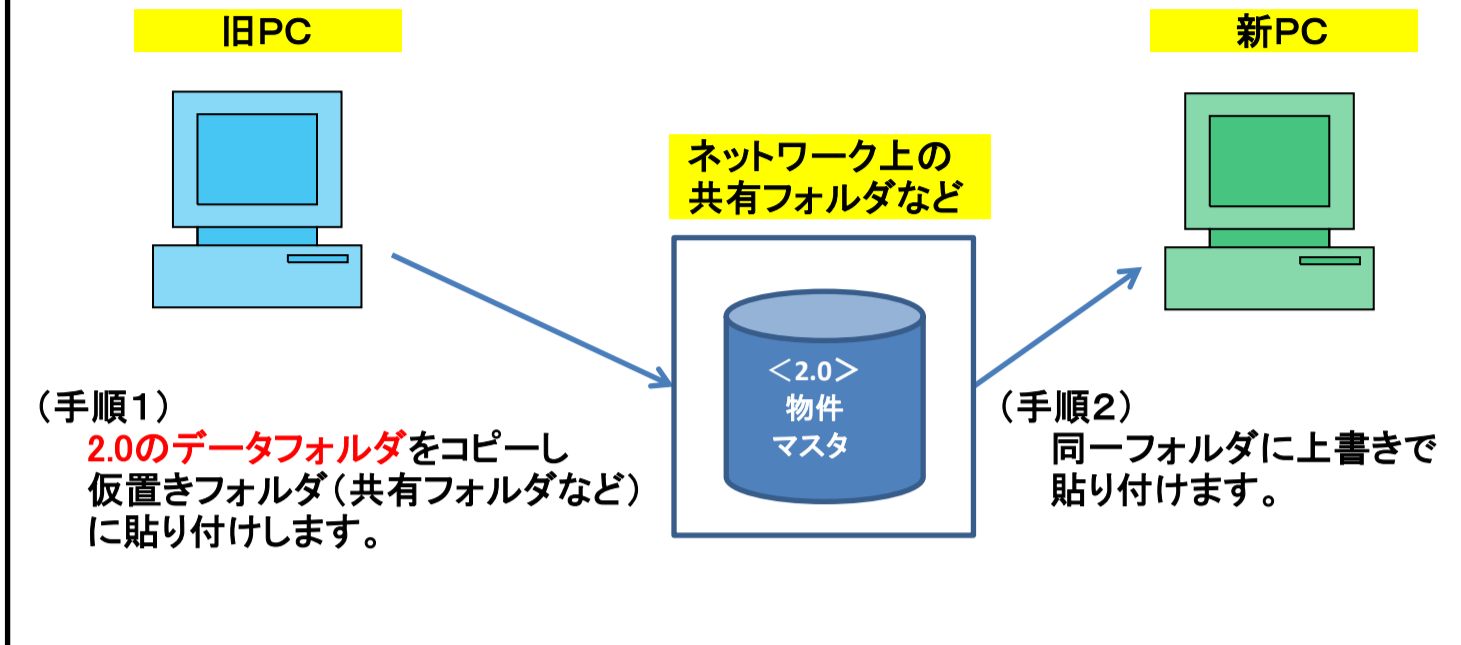 旧PC
新PC
ネットワーク上の
共有フォルダなど
＜2.0＞
物件
マスタ
（手順１）
2.0のデータフォルダをコピーし
仮置きフォルダ（共有フォルダなど）
に貼り付けします。
（手順２）
同一フォルダに上書きで
貼り付けます。